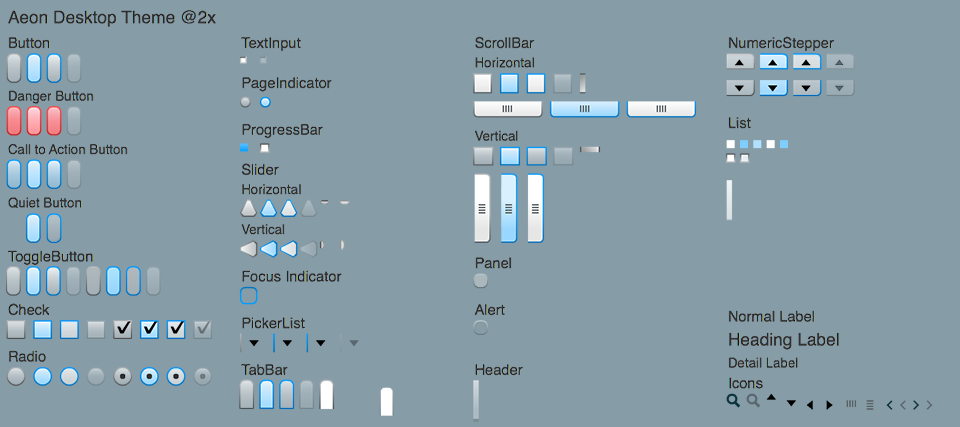 Aeon Desktop Theme @2x
Button
Danger Button
Call to Action Button
Quiet Button
ToggleButton
Check
Radio
TextInput
PageIndicator
ProgressBar
Slider
Horizontal
Vertical
Focus Indicator
PickerList
TabBar
ScrollBar
Horizontal
Vertical
Panel
Alert
Header
NumericStepper
List
Normal Label
Heading Label
Detail Label
Icons